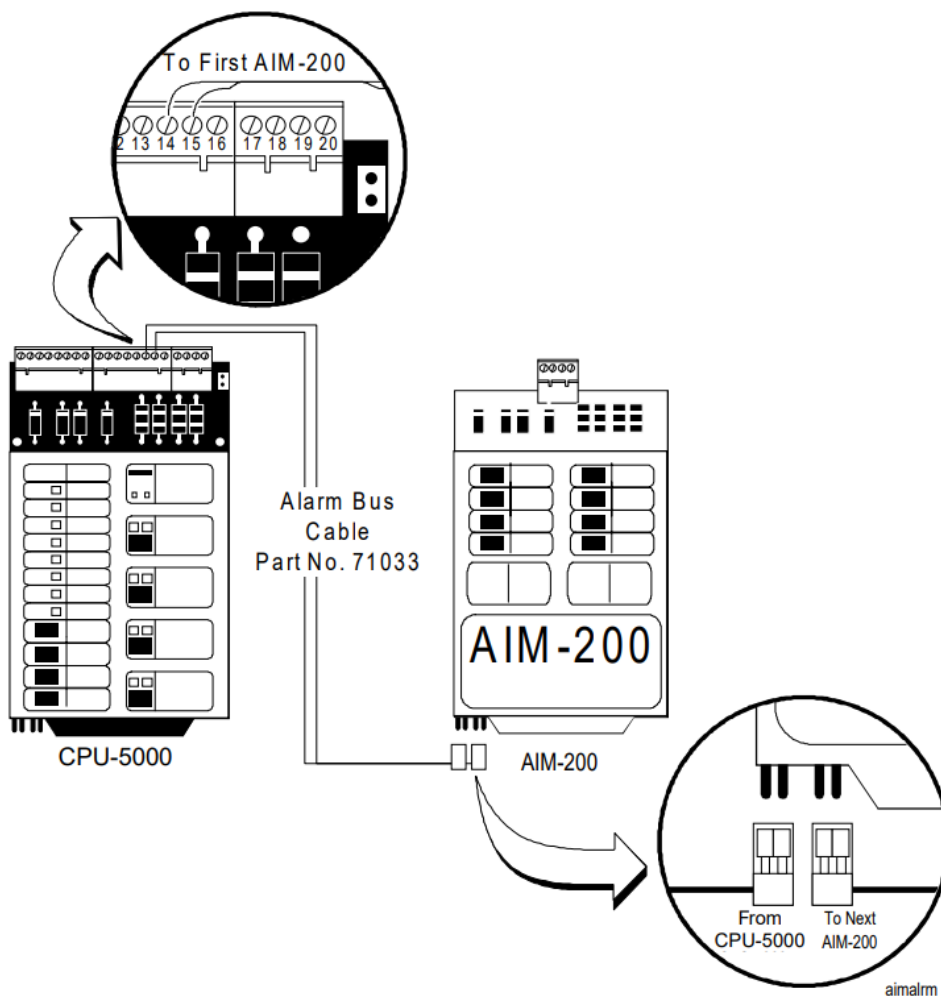 To First AIM-200
2 13 14 15 16 17 18 19 20
Alarm Bus
Cable
Part No. 71033
AIM-200
CPU-5000
AIM-200
From
CPU-5000
To Next
AIM-200
aimalrm